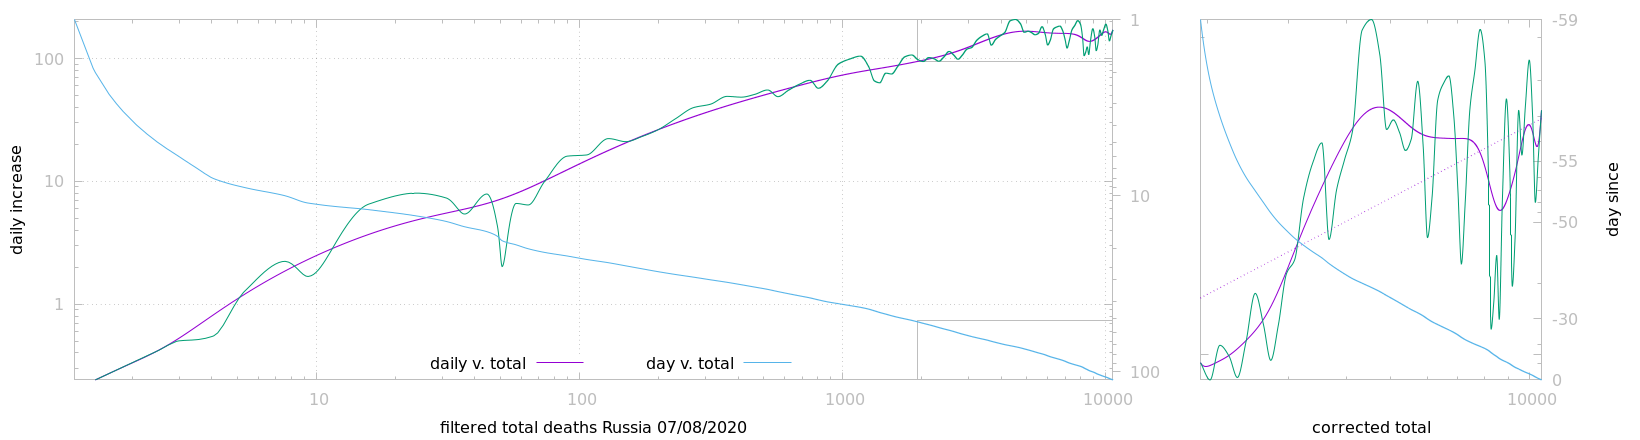 daily increase
100
10
1
daily v. total
day v. total
10
100
1000
10000
filtered total deaths Russia 07/08/2020
1
10
100
-59
-55
-50
-30
0
day since
10000
corrected total